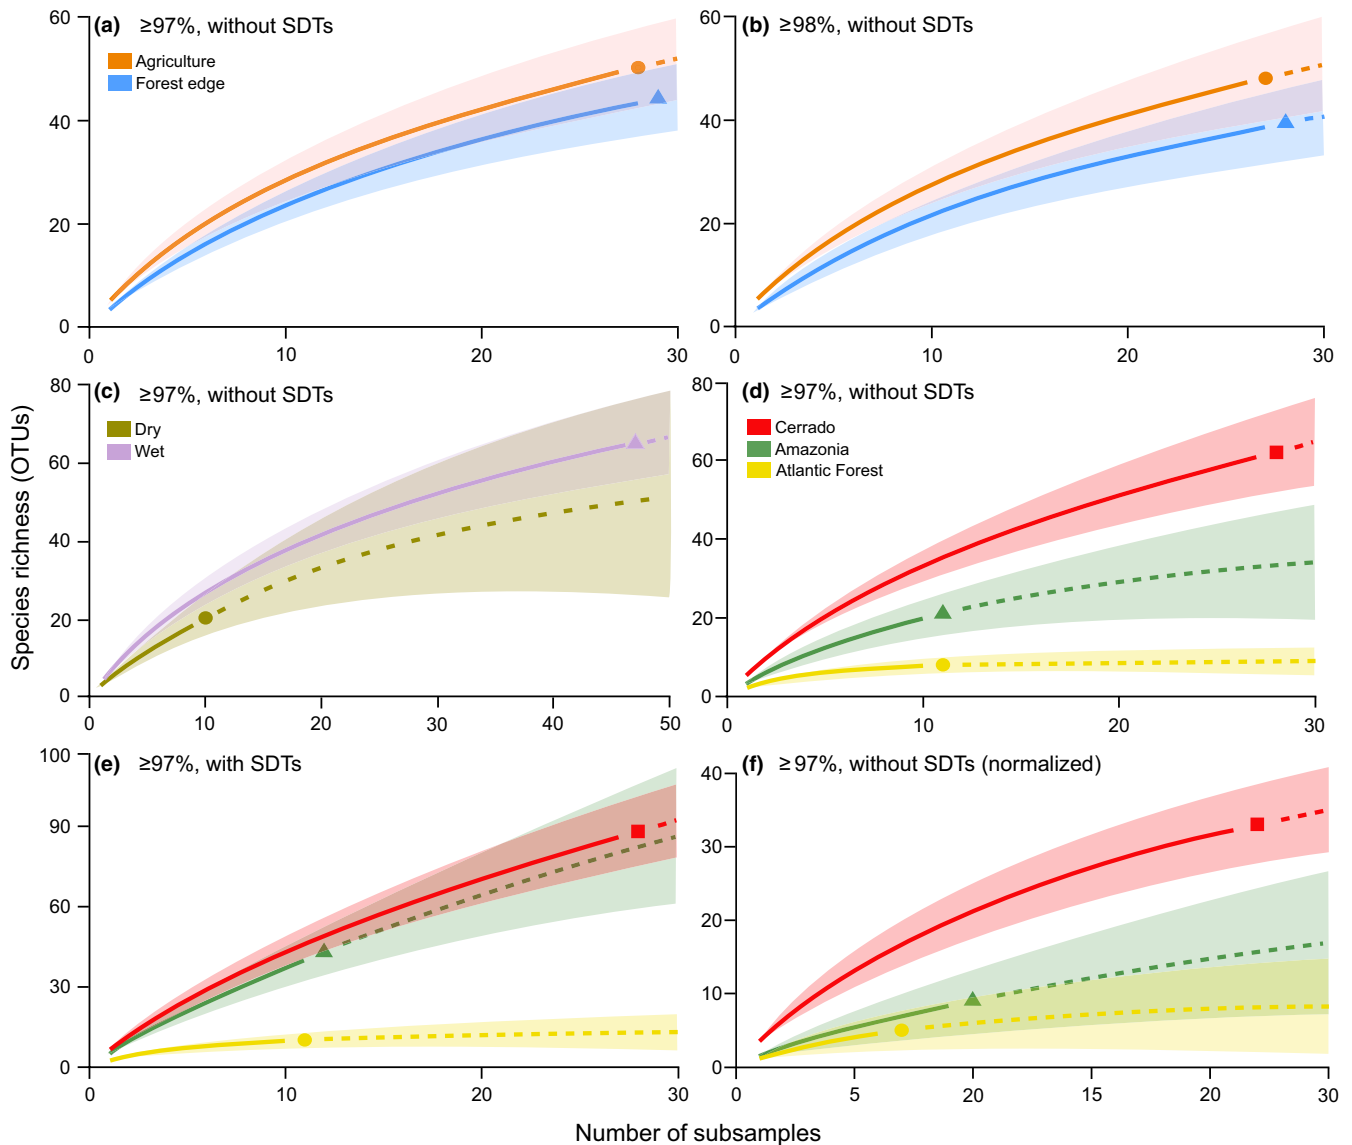 (a) ≥97%, without SDTs
Agriculture
Forest edge
60
40
20
0
0 10 20 30
(b) ≥98%, without SDTs
60
40
20
0
0 10 20 30
(c) ≥97%, without SDTs
Dry
Wet
80
60
40
20
0
0 10 20 30 40 50
(d) ≥97%, without SDTs
Cerrado
Amazonia
Atlantic Forest
80
60
40
20
0
0 10 20 30
(e) ≥97%, with SDTs
100
90
60
30
0
0 10 20 30
(f) ≥97%, without SDTs (normalized)
40
30
20
10
0
0 5 20 15 20 30
Species richness (OTUs)
Number of subsamples